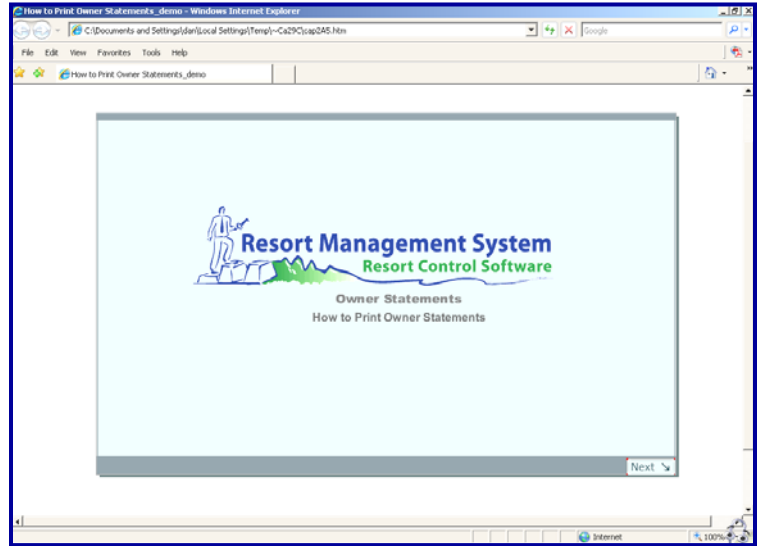 How to Print Owner Statements_demo - Windows Internet Explorer
C:\Documents and Settings\dan\Local Settings\Temp\~Ca29C\cap2A5.htm
Google
File Edit View Favorites Tools Help
How to Print Owner Statements_demo
Resort Management System
Resort Control Software
Owner Statements
How to Print Owner Statements
Next
Internet
100%